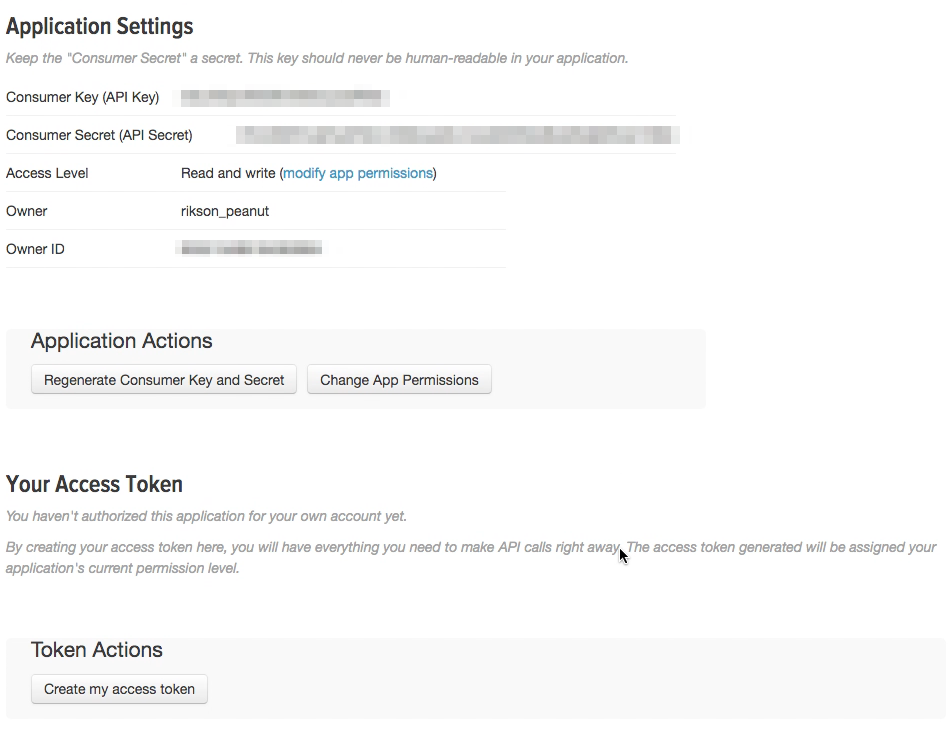 Application Settings
Keep the "Consumer Secret" a secret. This key should never be human-readable in your application.
Consumer Key (API Key)
Consumer Secret (API Secret)
Access Level Read and write (modify app permissions)
Owner rikson_peanut
Owner ID
Application Actions
Regenerate Consumer Key and Secret Change App Permissions
Your Access Token
You haven't authorized this application for your own account yet.
By creating your access token here, you will have everything you need to make API calls right away. The access token generated will be assigned your
application's current permission level.
Token Actions
Create my access token